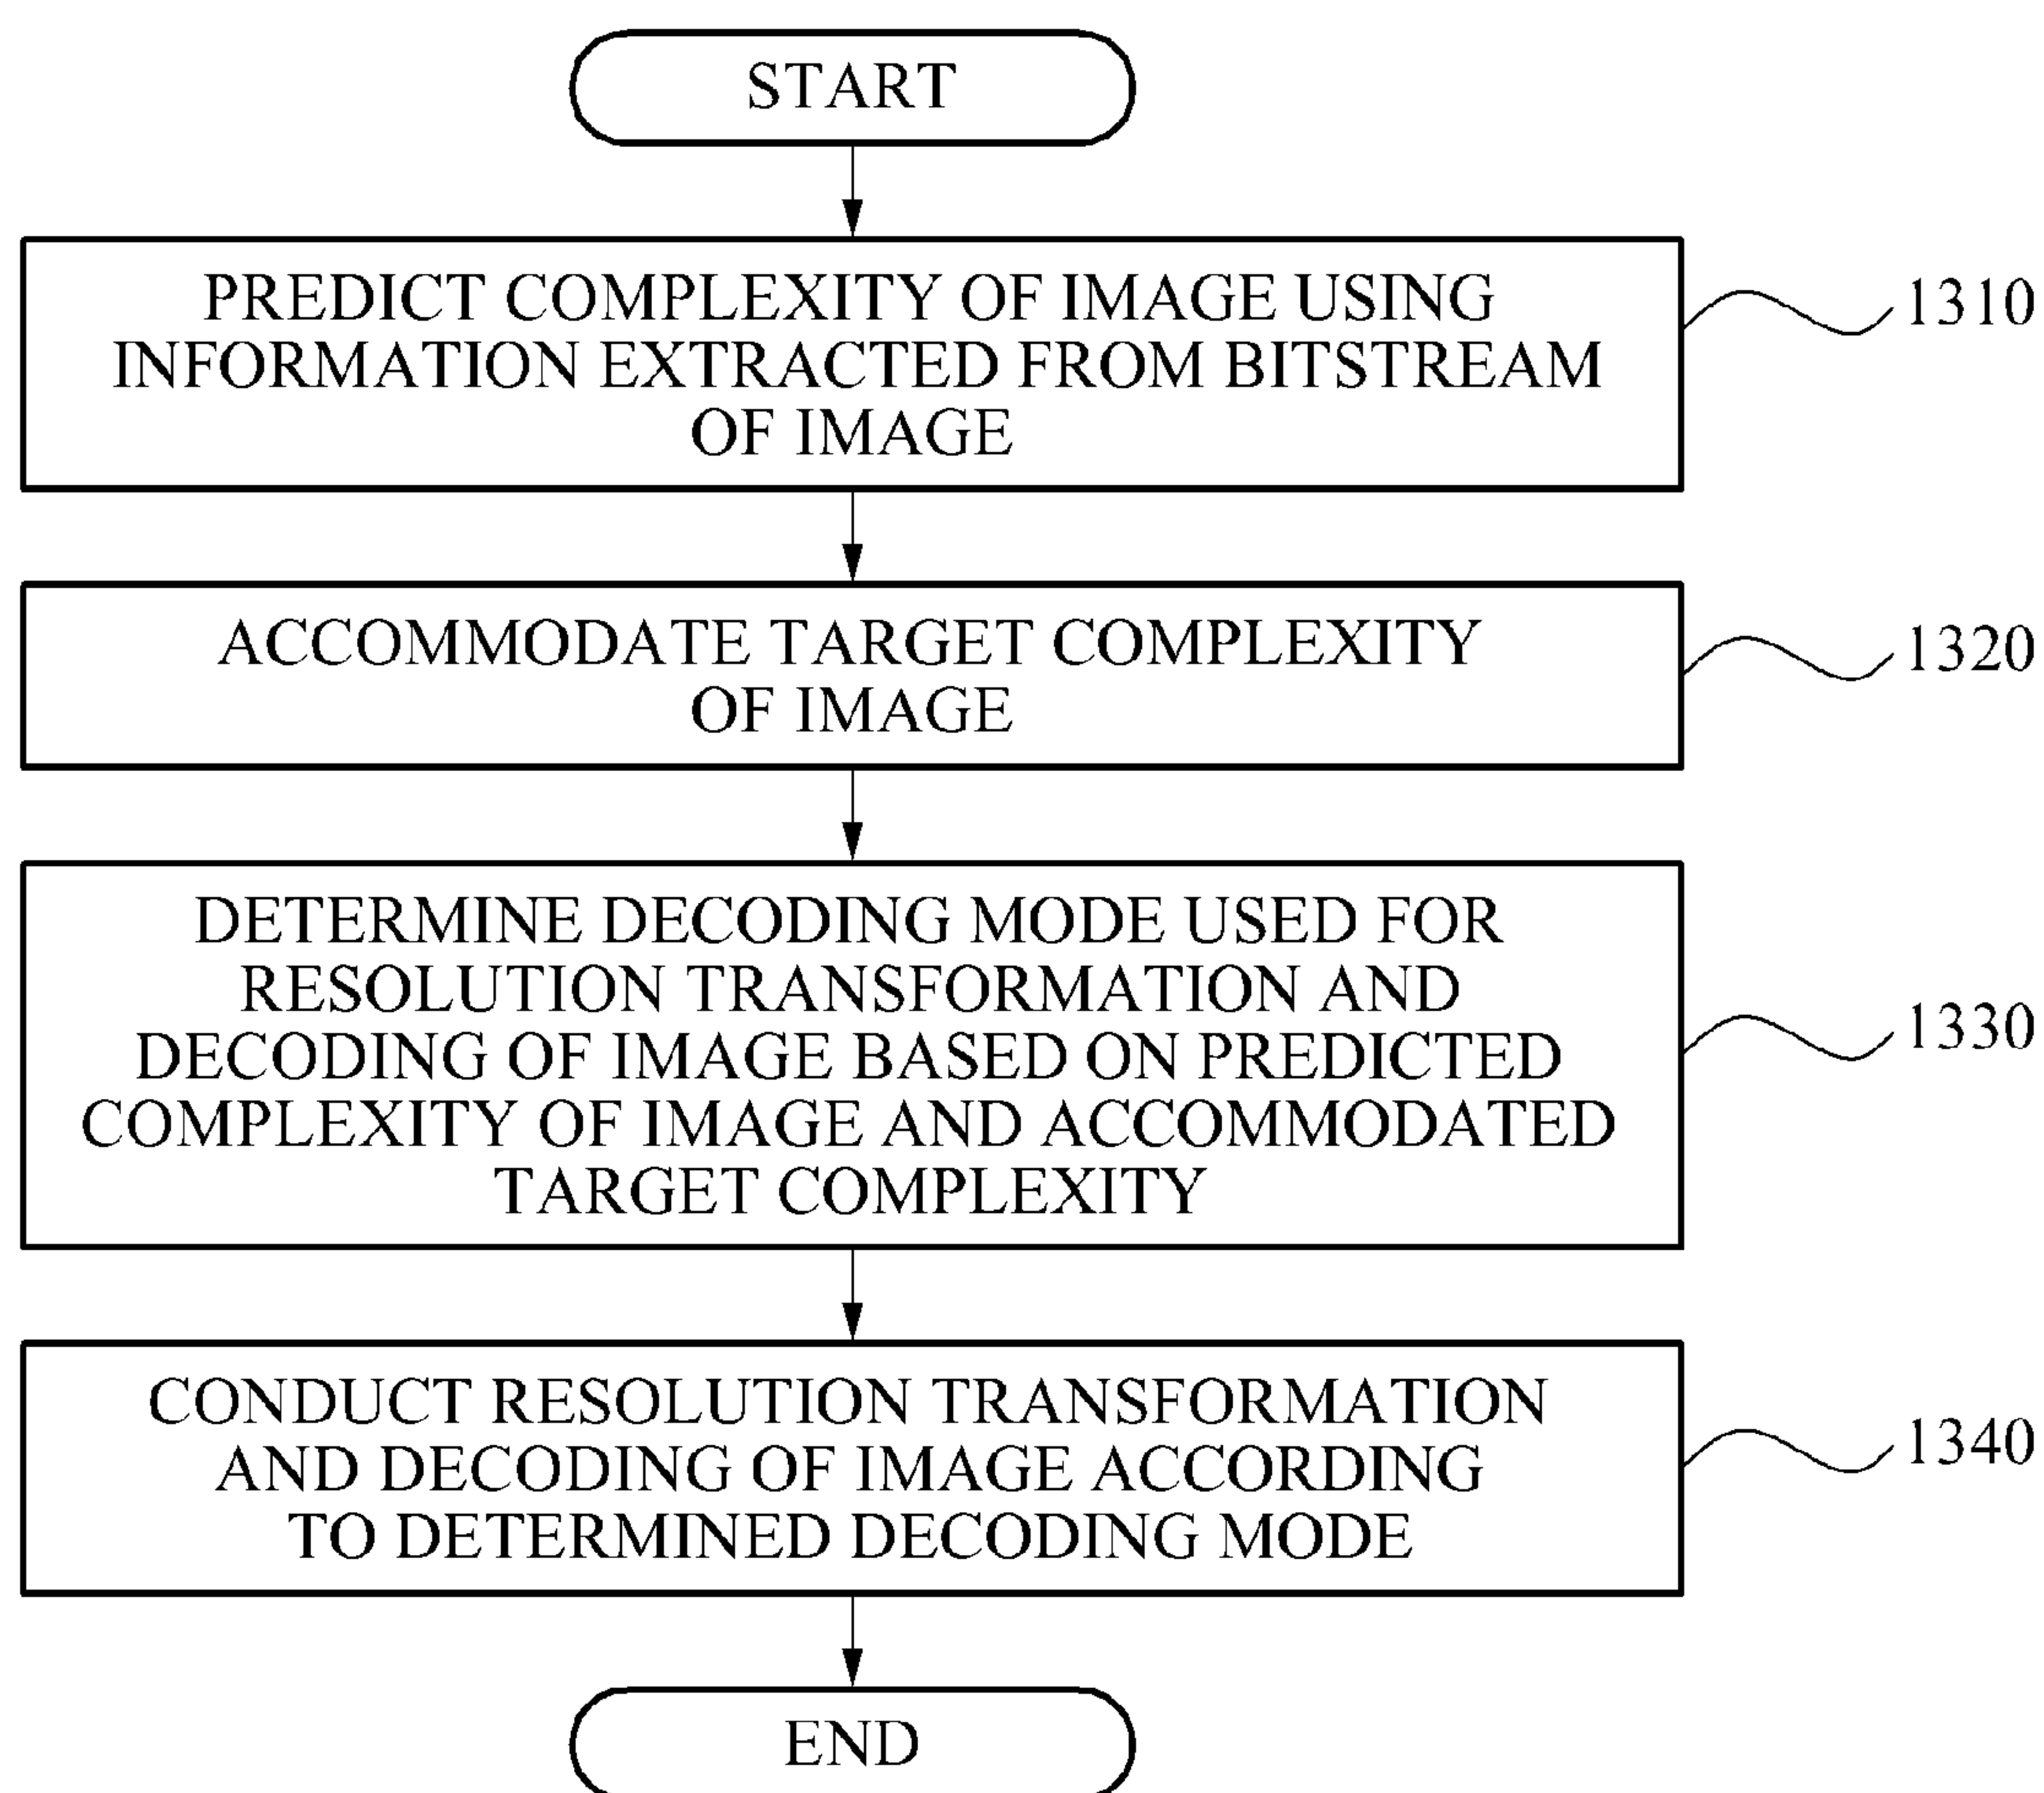 START
PREDICT COMPLEXITY OF IMAGE USING
INFORMATION EXTRACTED FROM BITSTREAM
OF IMAGE
1310
ACCOMMODATE TARGET COMPLEXITY
OF IMAGE
1320
DETERMINE DECODING MODE USED FOR
RESOLUTION TRANSFORMATION AND
DECODING OF IMAGE BASED ON PREDICTED
COMPLEXITY OF IMAGE AND ACCOMMODATED
TARGET COMPLEXITY
1330
CONDUCT RESOLUTION TRANSFORMATION
AND DECODING OF IMAGE ACCORDING
TO DETERMINED DECODING MODE
1340
END